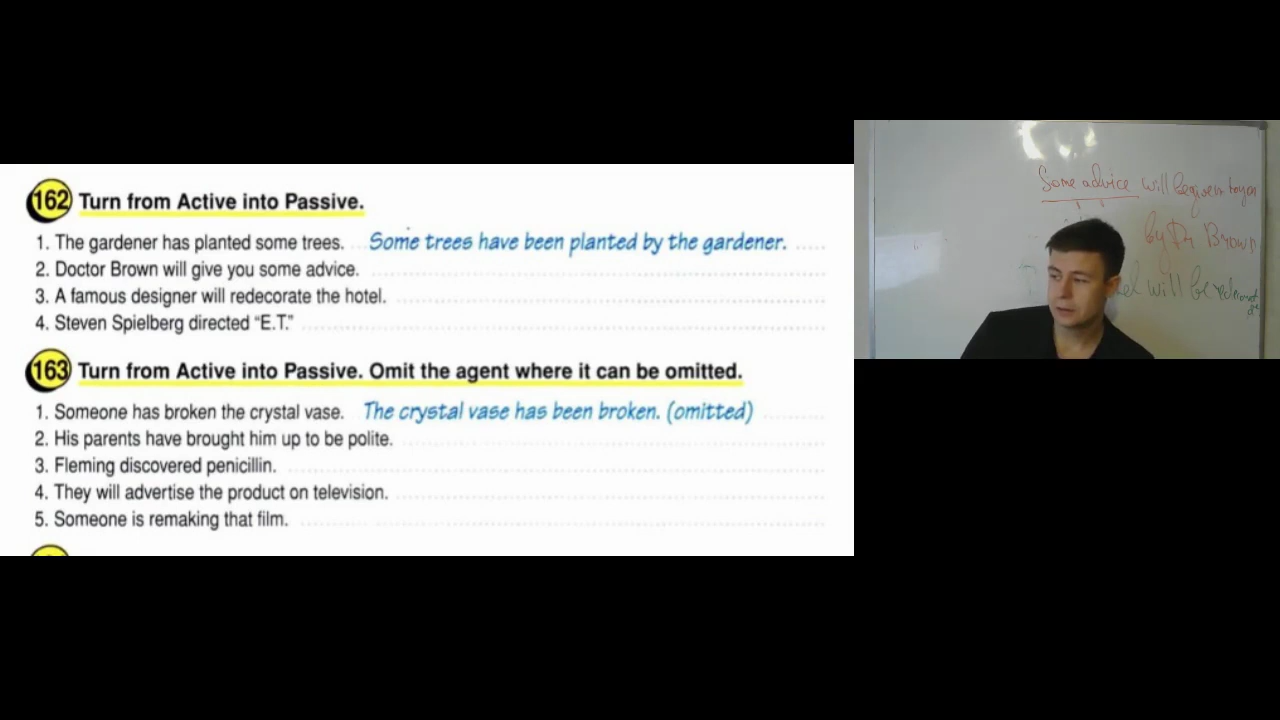 162 Turn from Active into Passive.
1. The gardener has planted some trees. Some trees have been planted by the gardener.
2. Doctor Brown will give you some advice.
3. A famous designer will redecorate the hotel.
4. Steven Spielberg directed “E.T.”
163 Turn from Active into Passive. Omit the agent where it can be omitted.
1. Someone has broken the crystal vase. The crystal vase has been broken. (omitted)
2. His parents have brought him up to be polite.
3. Fleming discovered penicillin.
4. They will advertise the product on television.
5. Someone is remaking that film.
Some advice will be given to you
by Dr Brown
will be